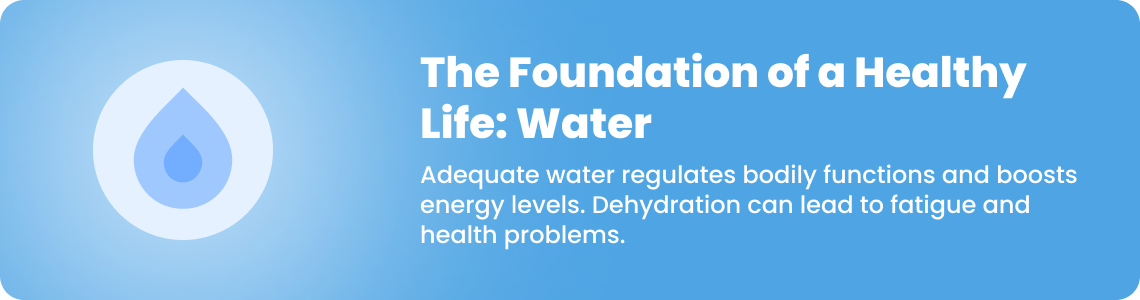 The Foundation of a Healthy
Life: Water
Adequate water regulates bodily functions and boosts
energy levels. Dehydration can lead to fatigue and
health problems.